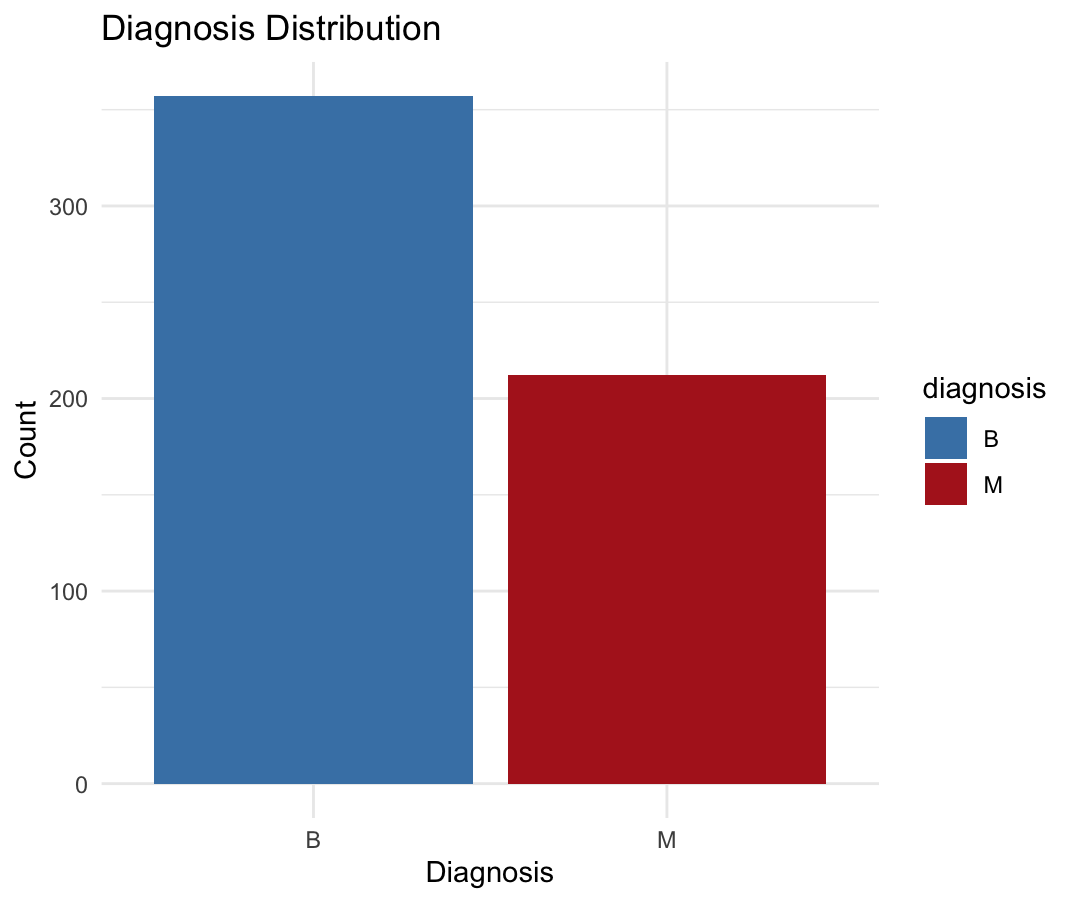 Diagnosis Distribution
300
200
100
0
Count
B
M
Diagnosis
diagnosis
B
M